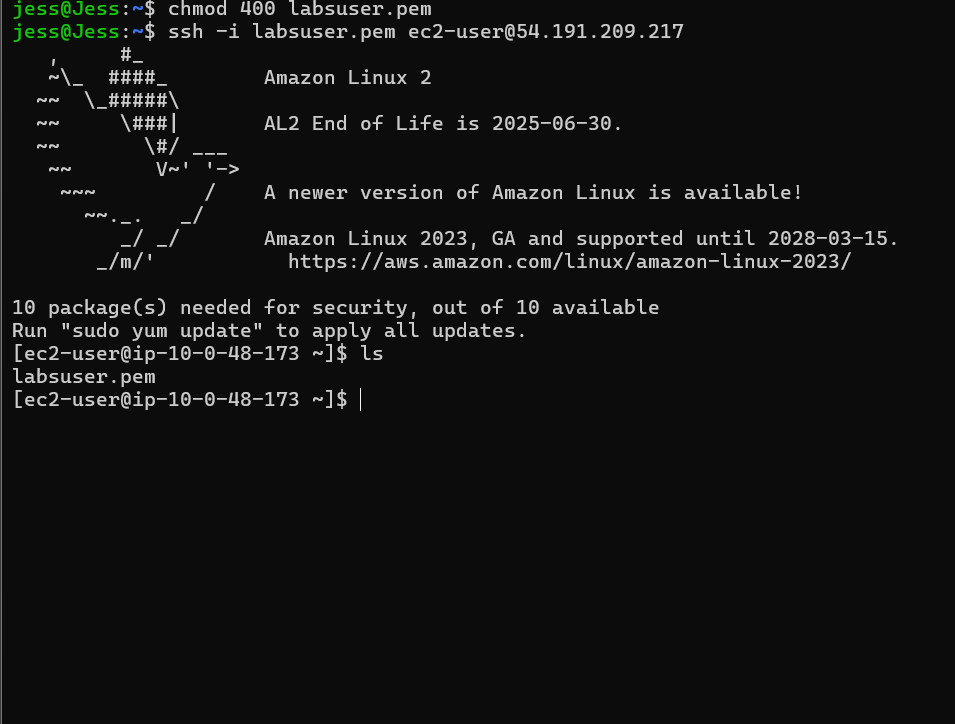 jess@Jess:~$ chmod 400 labsuser.pem
jess@Jess:~$ ssh -i labsuser.pem ec2-user@54.191.209.217
   ,     #_
   ~\_  ####_        Amazon Linux 2
  ~~  \_#####\
  ~~     \###|       AL2 End of Life is 2025-06-30.
  ~~       \#/ ___
   ~~       V~' '->
    ~~~         /    A newer version of Amazon Linux is available!
      ~~._.   _/
         _/ _/       Amazon Linux 2023, GA and supported until 2028-03-15.
       _/m/'           https://aws.amazon.com/linux/amazon-linux-2023/

10 package(s) needed for security, out of 10 available
Run "sudo yum update" to apply all updates.
[ec2-user@ip-10-0-48-173 ~]$ ls
labsuser.pem
[ec2-user@ip-10-0-48-173 ~]$